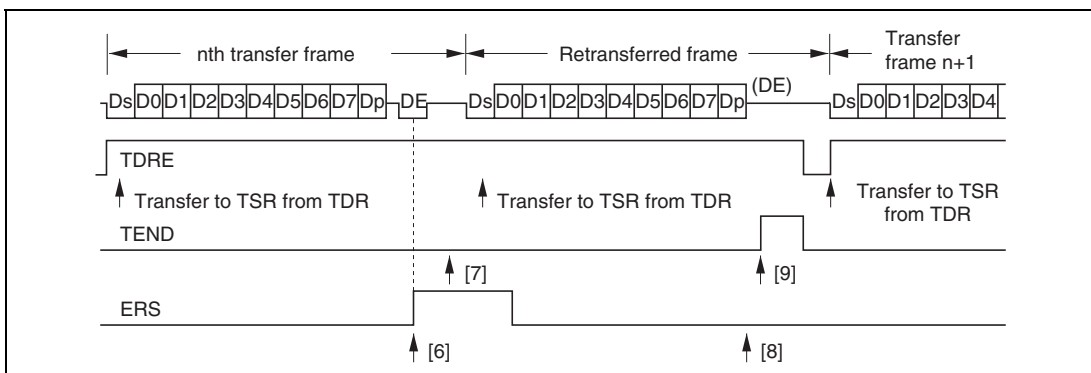 nth transfer frame Retransferred frame Transfer
frame n+1
Ds D0 D1 D2 D3 D4 D5 D6 D7 Dp DE Ds D0 D1 D2 D3 D4 D5 D6 D7 Dp (DE) Ds D0 D1 D2 D3 D4
TDRE
Transfer to TSR from TDR Transfer to TSR from TDR Transfer to TSR
from TDR
TEND
[7] [9]
ERS
[6] [8]